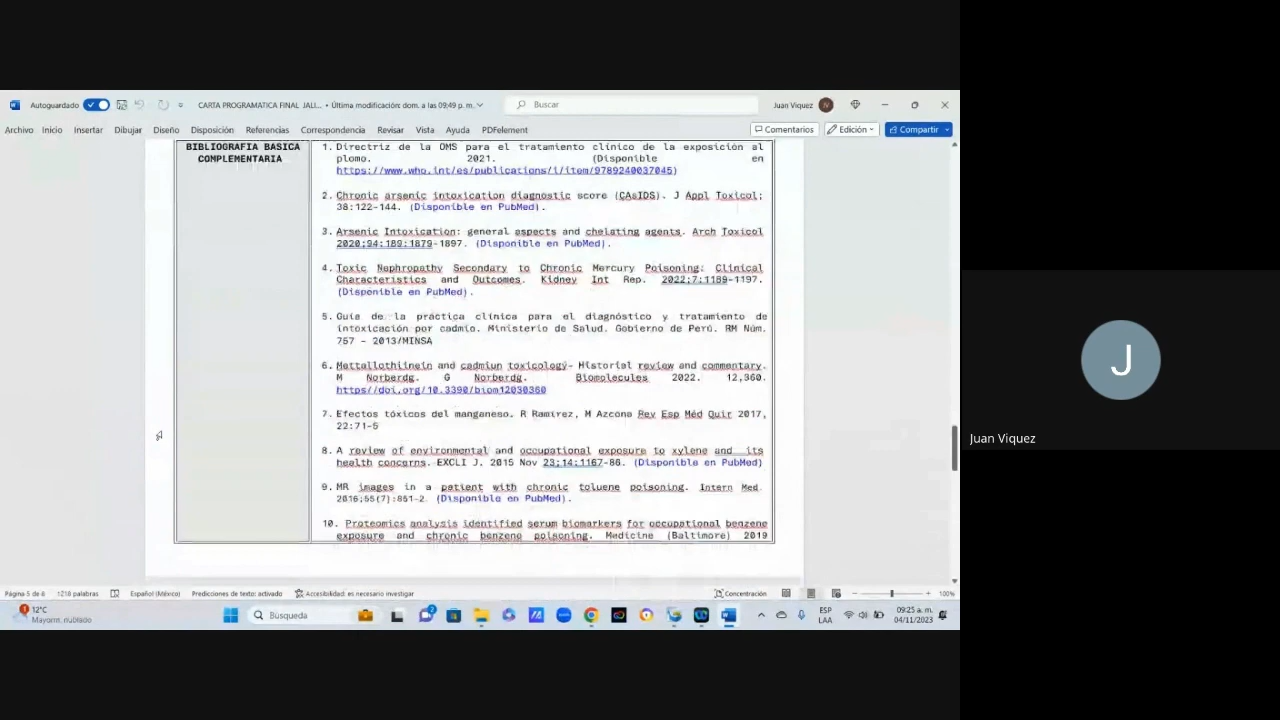 Autoguardado
CARTA PROGRAMATICA FINAL JALI... • Última modificación: dom. a las 09:49 p. m.
Buscar
Juan Viquez
Archivo Inicio Insertar Dibujar Diseño Disposición Referencias Correspondencia Revisar Vista Ayuda PDFelement
Comentarios Edición Compartir
BIBLIOGRAFIA BASICA
COMPLEMENTARIA
1. Directriz de la OMS para el tratamiento clínico de la exposición al
plomo. 2021. (Disponible en
https://www.who.int/es/publications/i/item/9789240037045)
2. Chronic arsenic intoxication diagnostic score (CAsIDS). J Appl Toxicol;
38:122-144. (Disponible en PubMed).
3. Arsenic Intoxication: general aspects and chelating agents. Arch Toxicol
2020;94:189:1879-1897. (Disponible en PubMed).
4. Toxic Nephropathy Secondary to Chronic Mercury Poisoning: Clinical
Characteristics and Outcomes. Kidney Int Rep. 2022;7:1189-1197.
(Disponible en PubMed).
5. Guía de la práctica clínica para el diagnóstico y tratamiento de
intoxicación por cadmio. Ministerio de Salud. Gobierno de Perú. RM Núm.
757 - 2013/MINSA
6. Mettallothiinein and cadmiun toxicology- Historiel review and commentary.
M Norberdg. G Norberdg. Biomolecules 2022. 12,360.
https//doi.org/10.3390/biom12030360
7. Efectos tóxicos del manganeso. R Ramírez, M Azcona Rev Esp Méd Quir 2017,
22:71-5
8. A review of environmental and occupational exposure to xylene and its
health concerns. EXCLI J, 2015 Nov 23;14:1167-86. (Disponible en PubMed)
9. MR images in a patient with chronic toluene poisoning. Intern Med.
2016;55(7):851-2. (Disponible en PubMed).
10. Proteomics analysis identified serum biomarkers for occupational benzene
exposure and chronic benzene poisoning. Medicine (Baltimore) 2019
J
Juan Viquez
Página 5 de 8 1218 palabras Español (México) Predicciones de texto: activado Accesibilidad: es necesario investigar
Concentración 100%
12°C
Mayorm. nublado
Búsqueda
ESP
LAA
09:25 a. m.
04/11/2023